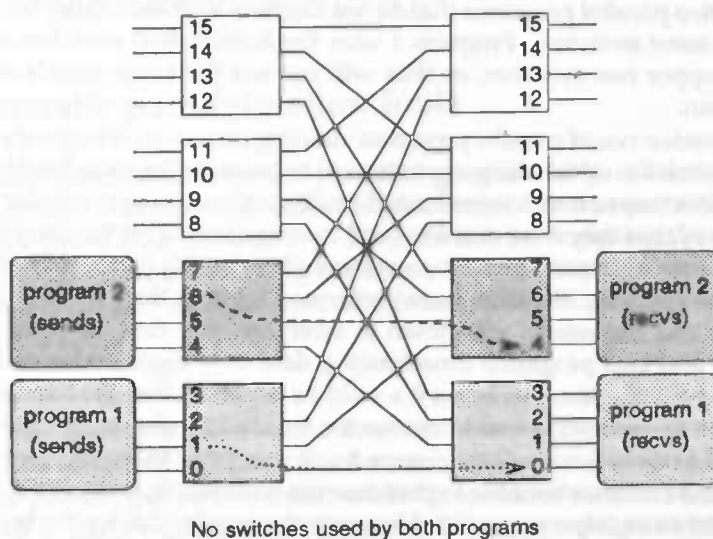 15 15
14 14
13 13
12 12
11 11
10 10
9 9
8 8
7 7
program 2 6 6 program 2
(sends) 5 5 (recvs)
4 4
3 3
program 1 2 2 program 1
(sends) 1 1 (recvs)
0 0
No switches used by both programs